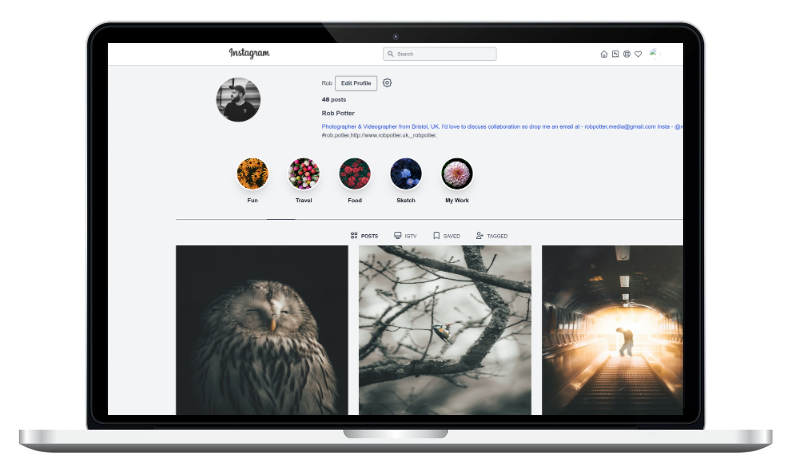 Instagram
Search
Rob Edit Profile
48 posts
Rob Potter
Photographer & Videographer from Bristol, UK. I'd love to discuss collaboration so drop me an email at - robpotter.media@gmail.com Insta -
#rob.potter,http://www.robpotter.uk,_robpotter,
Fun Travel Food Sketch My Work
POSTS IGTV SAVED TAGGED